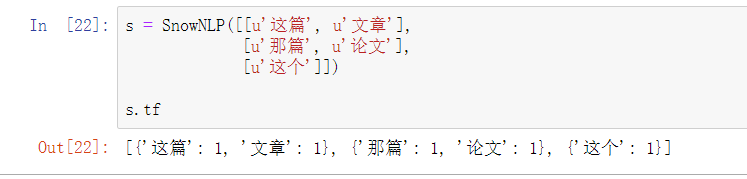 In [22]: s = SnowNLP([[u'这篇', u'文章'],
[u'那篇', u'论文'],
[u'这个']])
s.tf
Out[22]: [{'这篇': 1, '文章': 1}, {'那篇': 1, '论文': 1}, {'这个': 1}]